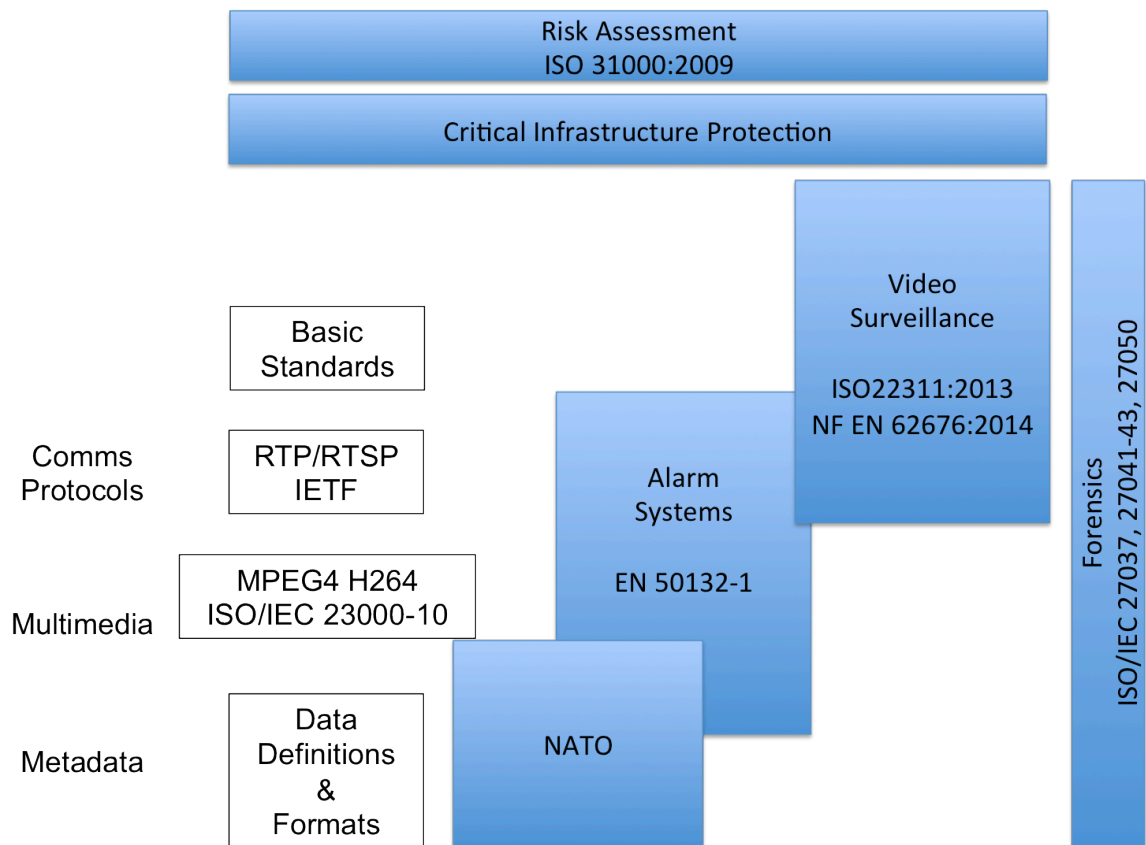 Risk Assessment
ISO 31000:2009
Critical Infrastructure Protection
Video
Surveillance
ISO22311:2013
NF EN 62676:2014
Forensics
ISO/IEC 27037, 27041-43, 27050
Basic
Standards
Comms
Protocols
RTP/RTSP
IETF
Alarm
Systems
EN 50132-1
Multimedia
MPEG4 H264
ISO/IEC 23000-10
Metadata
Data
Definitions
&
Formats
NATO